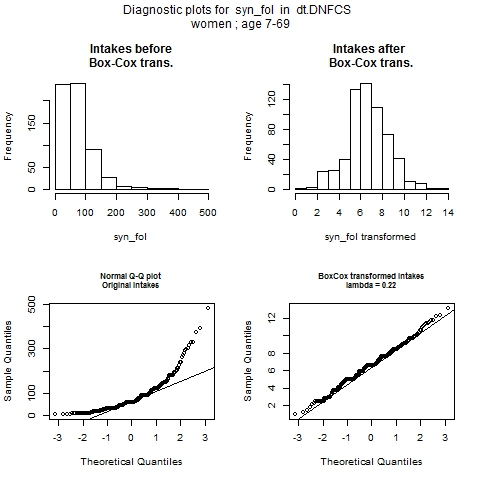 Diagnostic plots for syn_fol in dt.DNFCS
women ; age 7-69
Intakes before
Box-Cox trans.
Frequency
0 50 150
0 100 200 300 400 500
syn_fol
Intakes after
Box-Cox trans.
Frequency
0 40 80 120
0 2 4 6 8 10 12 14
syn_fol transformed
Normal Q-Q plot
Original intakes
Sample Quantiles
0 100 300 500
-3 -2 -1 0 1 2 3
Theoretical Quantiles
BoxCox transformed intakes
lambda = 0.22
Sample Quantiles
2 4 6 8 12
-3 -2 -1 0 1 2 3
Theoretical Quantiles